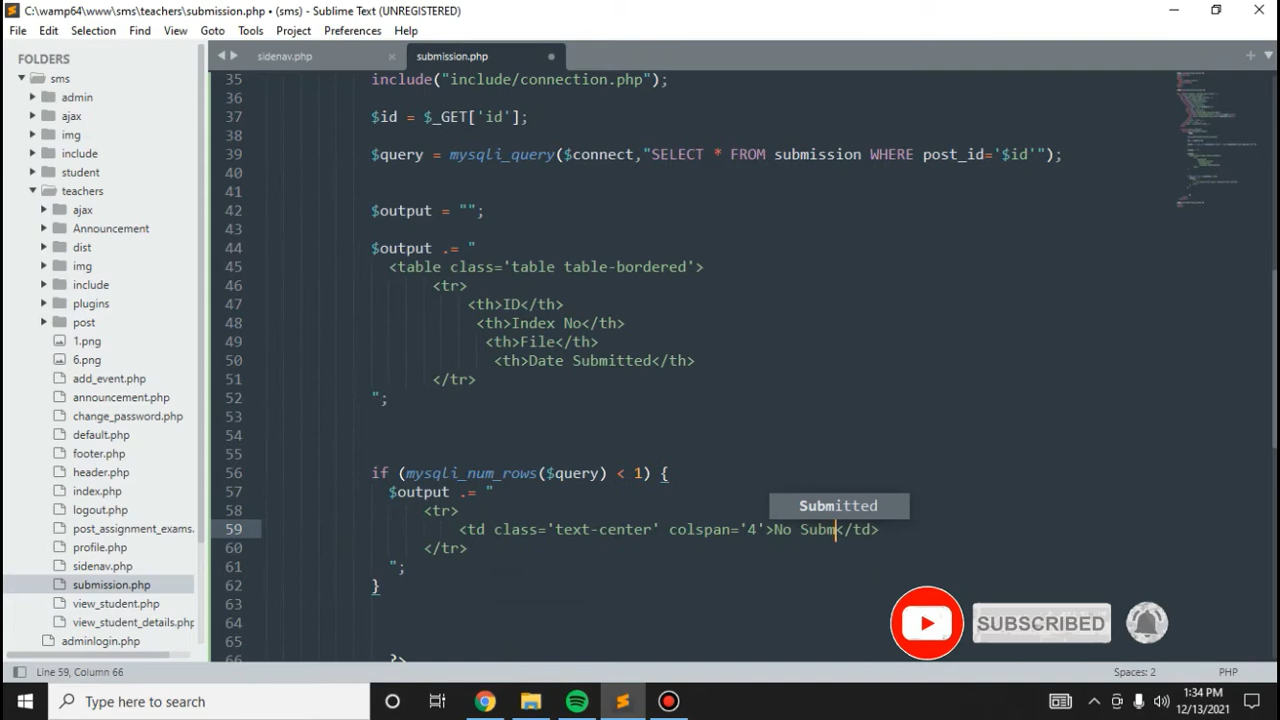 C:\wamp64\www\sms\teachers\submission.php • (sms) - Sublime Text (UNREGISTERED)
File Edit Selection Find View Goto Tools Project Preferences Help
FOLDERS
sms
admin
ajax
img
include
student
teachers
ajax
Announcement
dist
img
include
plugins
post
1.png
6.png
add_event.php
announcement.php
change_password.php
default.php
footer.php
header.php
index.php
logout.php
post_assignment_exams.
profile.php
sidenav.php
submission.php
view_student.php
view_student_details.php
adminlogin.php
sidenav.php submission.php
35 include("include/connection.php");
36
37 $id = $_GET['id'];
38
39 $query = mysqli_query($connect,"SELECT * FROM submission WHERE post_id='$id'");
40
41
42 $output = "";
43
44 $output .= "
45 <table class='table table-bordered'>
46 <tr>
47 <th>ID</th>
48 <th>Index No</th>
49 <th>File</th>
50 <th>Date Submitted</th>
51 </tr>
52 ";
53
54
55
56 if (mysqli_num_rows($query) < 1) {
57 $output .= "
58 <tr>
Submitted
59 <td class='text-center' colspan='4'>No Subm</td>
60 </tr>
61 ";
62 }
63
64
65
66 ?>
SUBSCRIBED
Line 59, Column 66 Spaces: 2 PHP
Type here to search
1:34 PM
12/13/2021